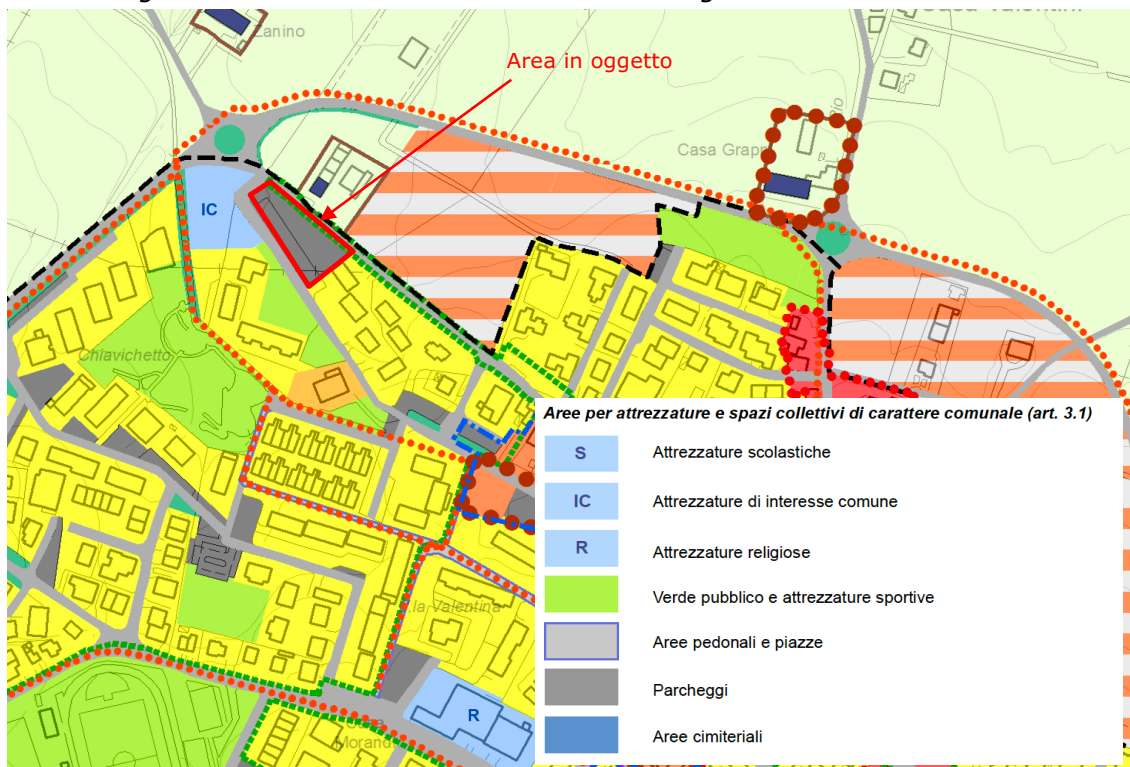 Zanino
Area in oggetto
Casa Grapp
IC
Chiavichetto
Aree per attrezzature e spazi collettivi di carattere comunale (art. 3.1)
S Attrezzature scolastiche
IC Attrezzature di interesse comune
R Attrezzature religiose
la Valentina
Verde pubblico e attrezzature sportive
Aree pedonali e piazze
Parcheggi
R
Morandi
Aree cimiteriali